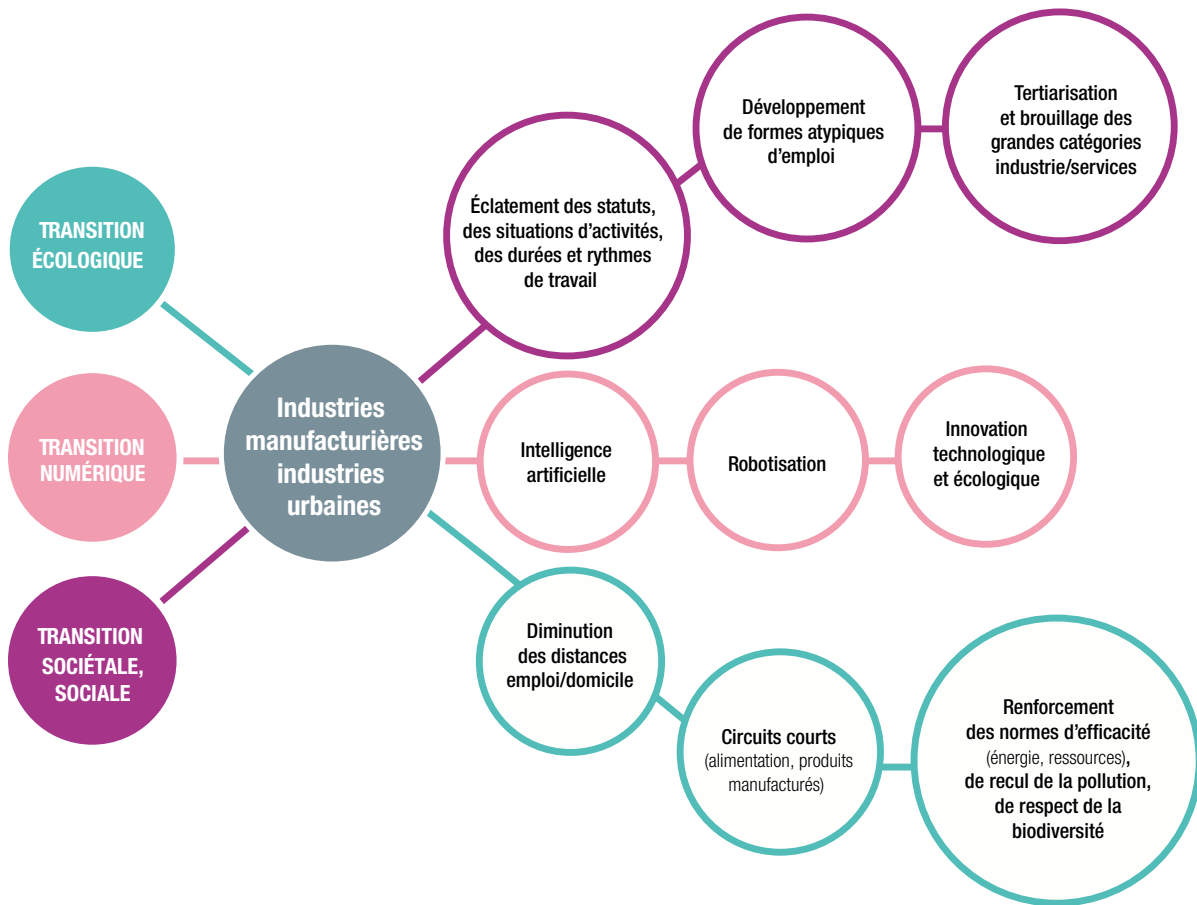 TRANSITION
ÉCOLOGIQUE
TRANSITION
NUMÉRIQUE
TRANSITION
SOCIÉTALE,
SOCIALE
Industries
manufacturières
industries
urbaines
Éclatement des statuts,
des situations d'activités,
des durées et rythmes
de travail
Développement
de formes atypiques
d'emploi
Tertiarisation
et brouillage des
grandes catégories
industrie/services
Intelligence
artificielle
Robotisation
Innovation
technologique
et écologique
Diminution
des distances
emploi/domicile
Circuits courts
(alimentation, produits
manufacturés)
Renforcement
des normes d'efficacité
(énergie, ressources),
de recul de la pollution,
de respect de la
biodiversité